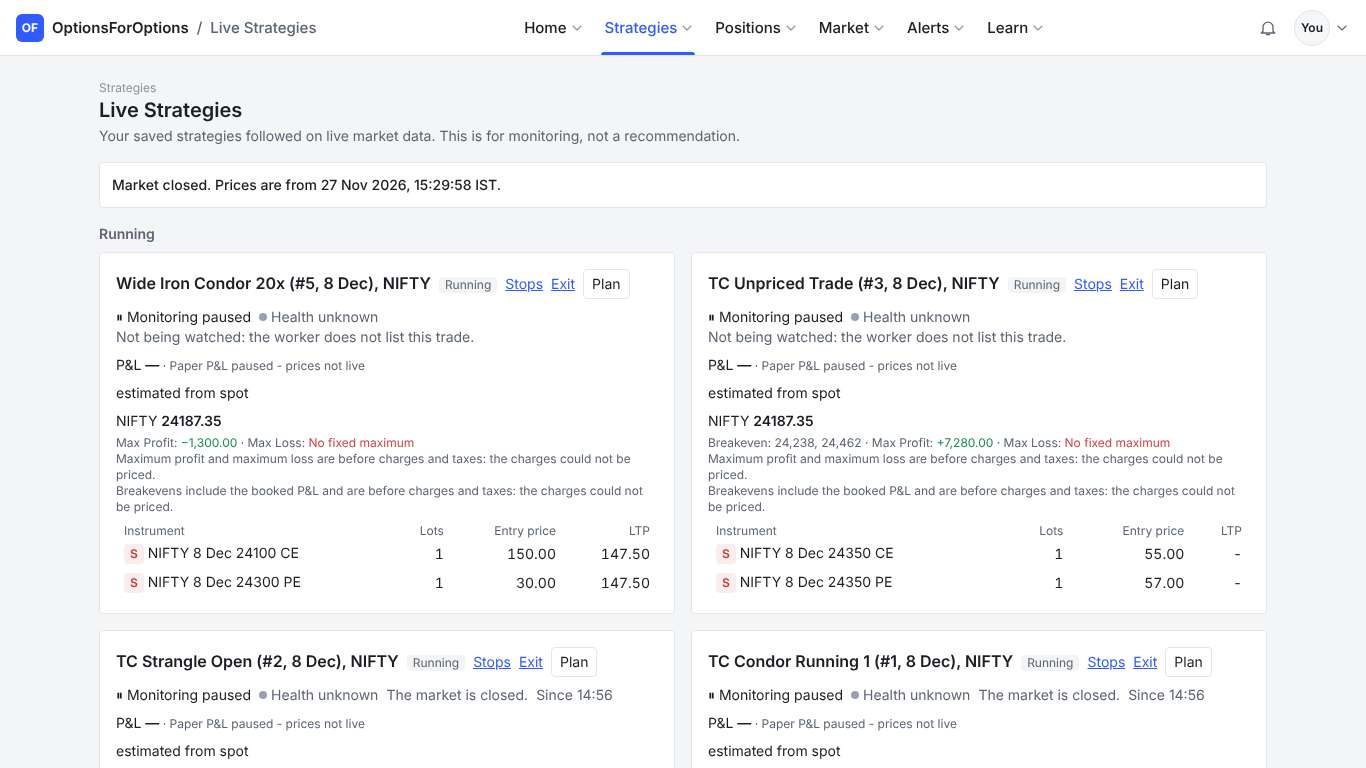 OF OptionsForOptions / Live Strategies Home Strategies Positions Market Alerts Learn You
Strategies
Live Strategies
Your saved strategies followed on live market data. This is for monitoring, not a recommendation.
Market closed. Prices are from 27 Nov 2026, 15:29:58 IST.
Running
Wide Iron Condor 20x (#5, 8 Dec), NIFTY Running Stops Exit Plan
Monitoring paused Health unknown
Not being watched: the worker does not list this trade.
P&L — · Paper P&L paused - prices not live
estimated from spot
NIFTY 24187.35
Max Profit: −1,300.00 · Max Loss: No fixed maximum
Maximum profit and maximum loss are before charges and taxes: the charges could not be
priced.
Breakevens include the booked P&L and are before charges and taxes: the charges could not
be priced.
Instrument Lots Entry price LTP
S NIFTY 8 Dec 24100 CE 1 150.00 147.50
S NIFTY 8 Dec 24300 PE 1 30.00 147.50
TC Unpriced Trade (#3, 8 Dec), NIFTY Running Stops Exit Plan
Monitoring paused Health unknown
Not being watched: the worker does not list this trade.
P&L — · Paper P&L paused - prices not live
estimated from spot
NIFTY 24187.35
Breakeven: 24,238, 24,462 · Max Profit: +7,280.00 · Max Loss: No fixed maximum
Maximum profit and maximum loss are before charges and taxes: the charges could not be
priced.
Breakevens include the booked P&L and are before charges and taxes: the charges could not
be priced.
Instrument Lots Entry price LTP
S NIFTY 8 Dec 24350 CE 1 55.00 -
S NIFTY 8 Dec 24350 PE 1 57.00 -
TC Strangle Open (#2, 8 Dec), NIFTY Running Stops Exit Plan
Monitoring paused Health unknown The market is closed. Since 14:56
P&L — · Paper P&L paused - prices not live
estimated from spot
TC Condor Running 1 (#1, 8 Dec), NIFTY Running Stops Exit Plan
Monitoring paused Health unknown The market is closed. Since 14:56
P&L — · Paper P&L paused - prices not live
estimated from spot